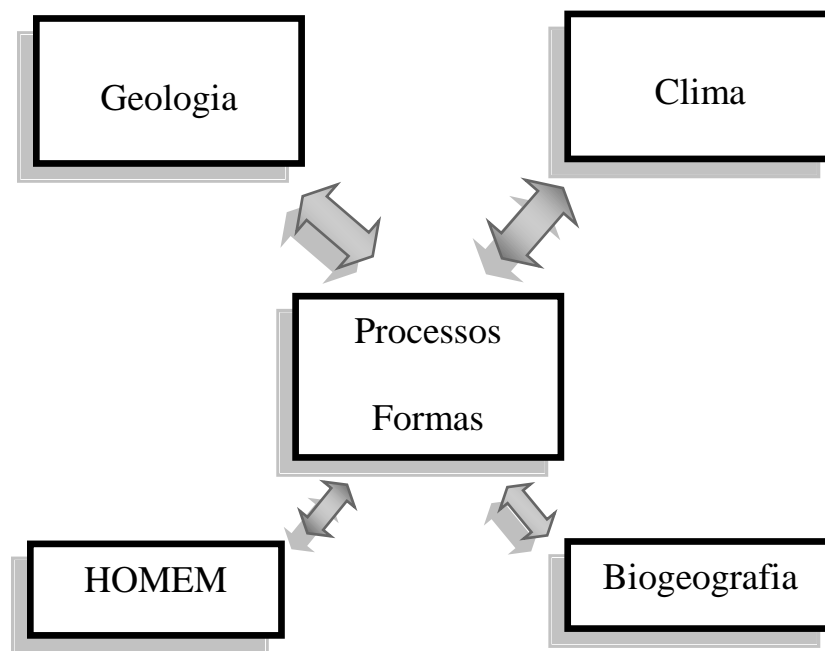 Geologia
Clima
Processos
Formas
HOMEM
Biogeografia